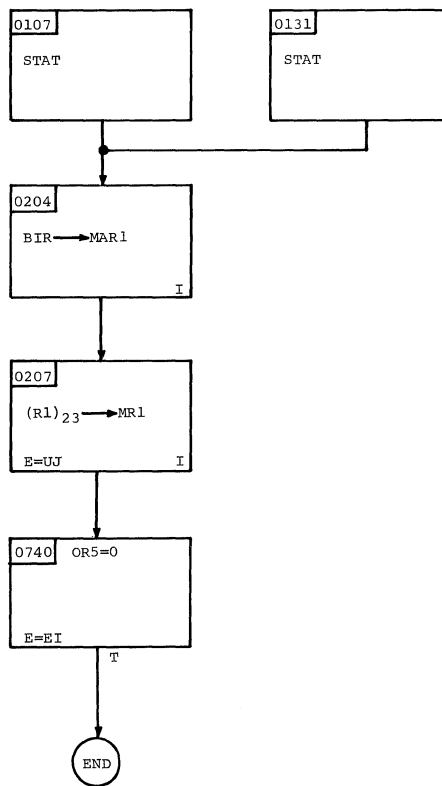 0107
STAT
0131
STAT
0204
BIR → MAR1
I
0207
(R1)23 → MR1
E=UJ I
0740 OR5=0
E=EI
T
END